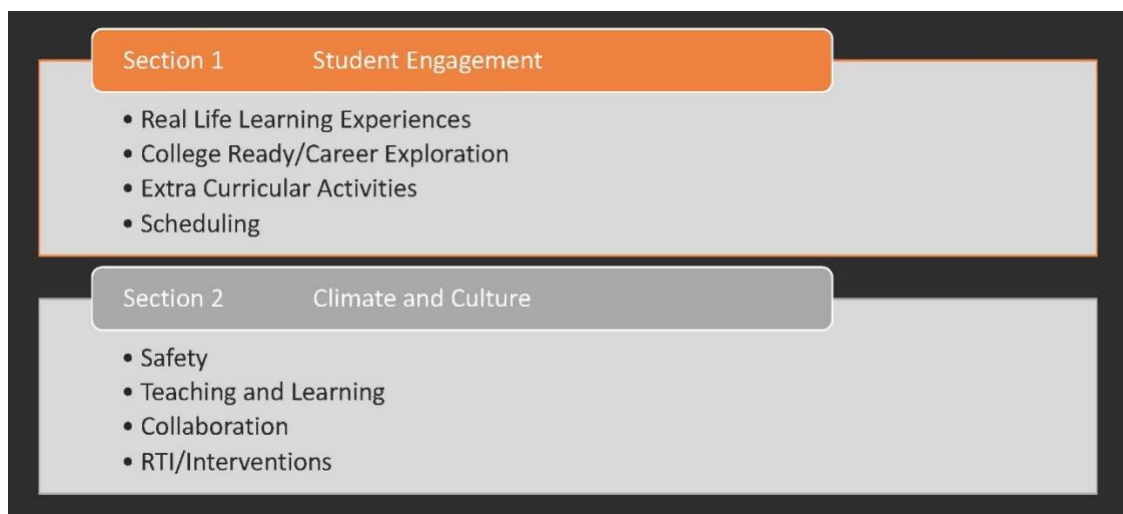 Section 1 Student Engagement
• Real Life Learning Experiences
• College Ready/Career Exploration
• Extra Curricular Activities
• Scheduling
Section 2 Climate and Culture
• Safety
• Teaching and Learning
• Collaboration
• RTI/Interventions